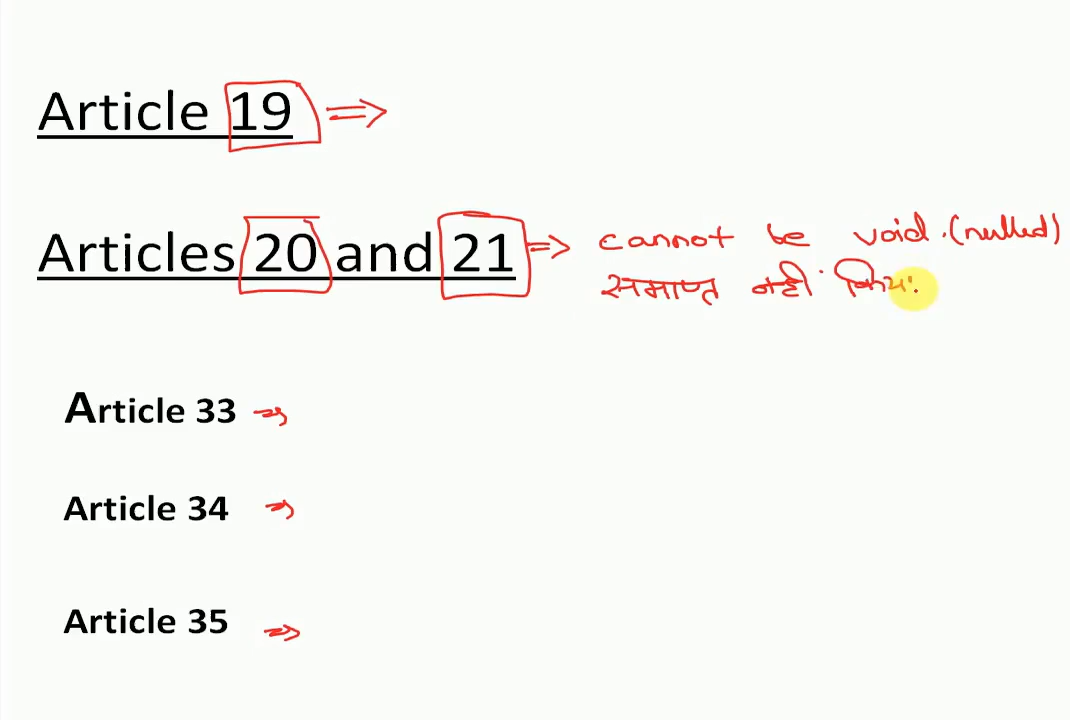 Article 19 ⇒
Articles 20 and 21 ⇒ cannot be void. (nulled)
समाप्त नही किया
Article 33 ⇒
Article 34 ⇒
Article 35 ⇒